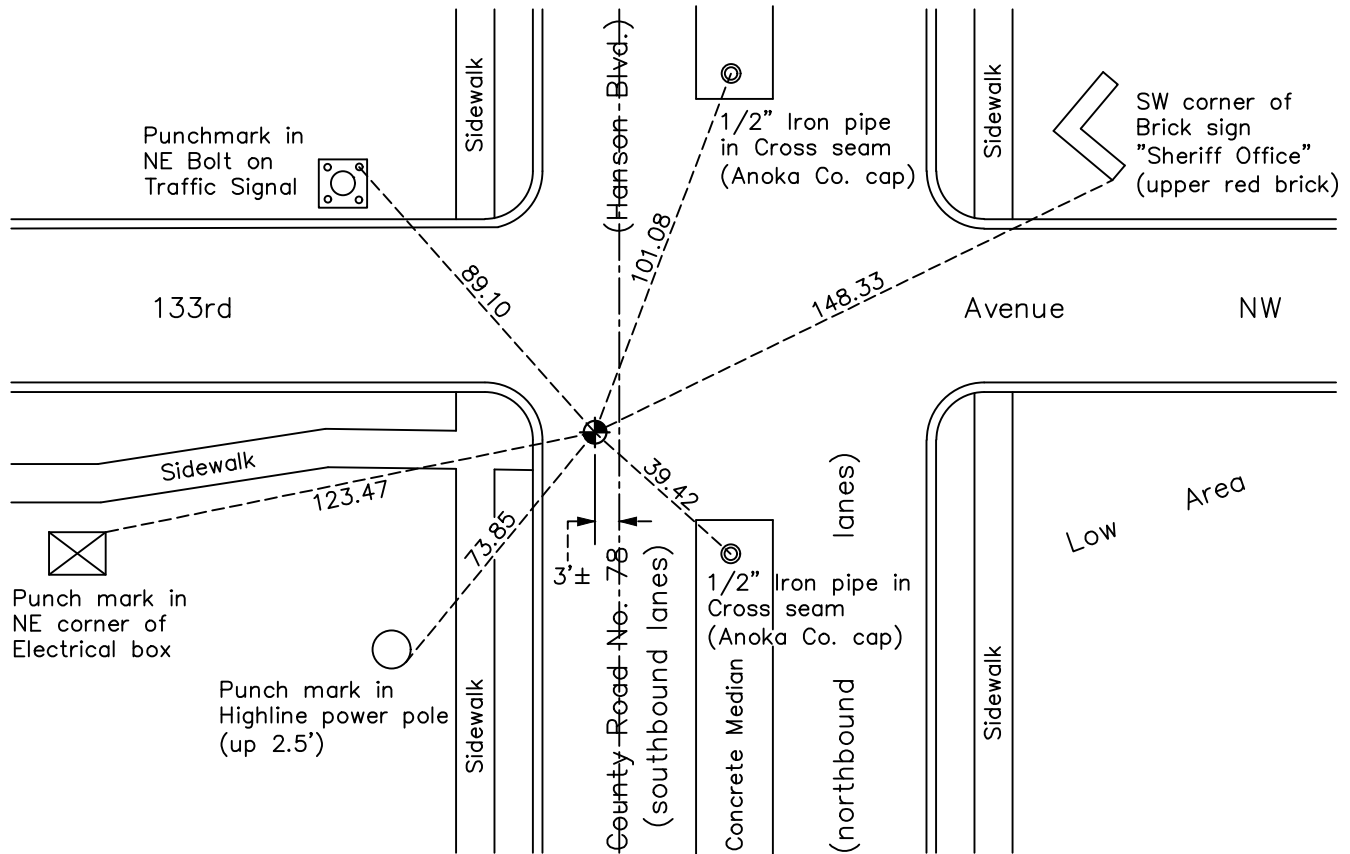 (Hanson Blvd.)
Sidewalk
Sidewalk
Punchmark in
NE Bolt on
Traffic Signal
1/2" Iron pipe
in Cross seam
(Anoka Co. cap)
SW corner of
Brick sign
"Sheriff Office"
(upper red brick)
89.10
101.08
148.33
133rd
Avenue
NW
Sidewalk
123.47
73.85
39.42
3'±
Low Area
Punch mark in
NE corner of
Electrical box
1/2" Iron pipe in
Cross seam
(Anoka Co. cap)
Punch mark in
Highline power pole
(up 2.5')
Sidewalk
County Road No. 78
(southbound lanes)
Concrete Median
(northbound lanes)
Sidewalk